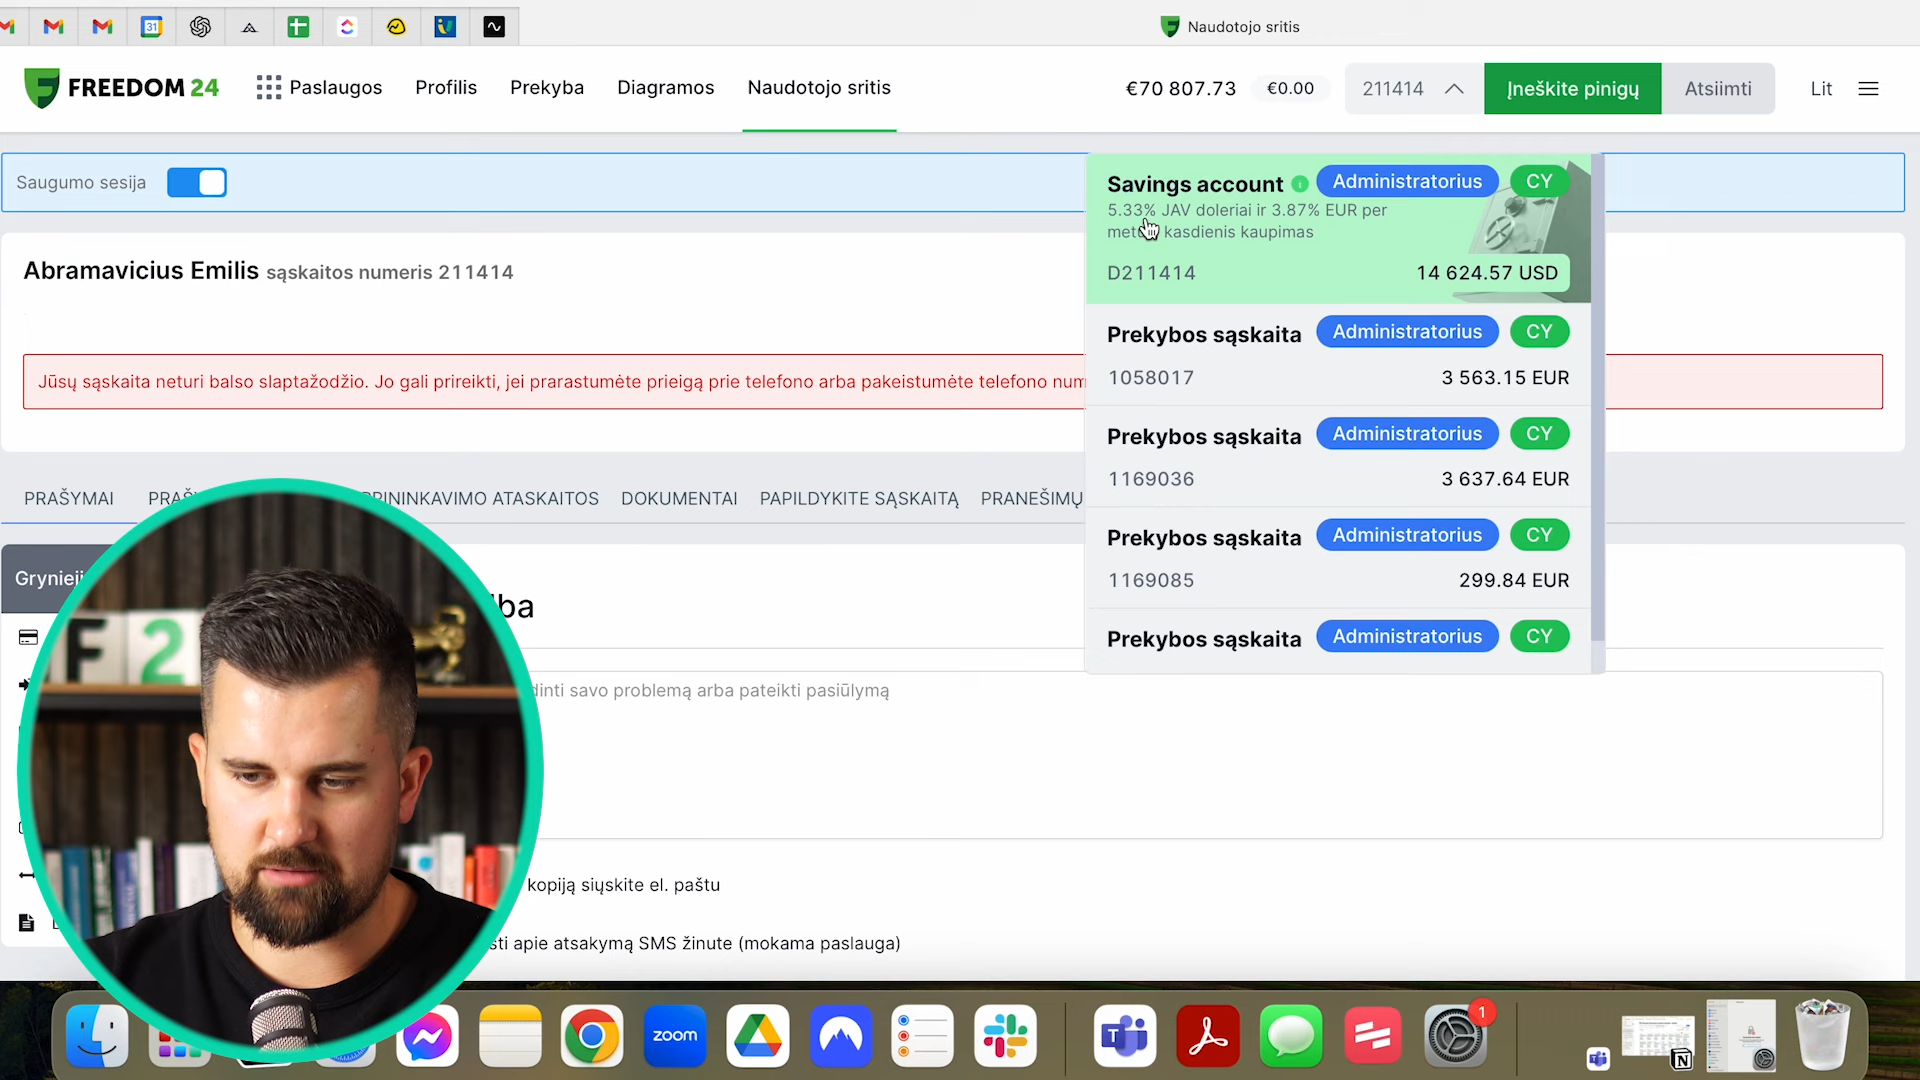 31
Naudotojo sritis
FREEDOM 24
Paslaugos
Profilis
Prekyba
Diagramos
Naudotojo sritis
€70 807.73
€0.00
211414
Įneškite pinigų
Atsiimti
Lit
Saugumo sesija
Savings account
Administratorius
CY
5.33% JAV doleriai ir 3.87% EUR per
kasdienis kaupimas
D211414
14 624.57 USD
Abramavicius Emilis sąskaitos numeris 211414
Prekybos sąskaita
Administratorius
CY
1058017
3 563.15 EUR
Jūsų sąskaita neturi balso slaptažodžio. Jo gali prireikti, jei prarastumėte prieigą prie telefono arba pakeistumėte telefono
Prekybos sąskaita
Administratorius
CY
1169036
3 637.64 EUR
PRAŠYMAI
ATASKAITOS
DOKUMENTAI
PAPILDYKITE SĄSKAITĄ
PRANEŠIMŲ
Prekybos sąskaita
Administratorius
CY
1169085
299.84 EUR
Prekybos sąskaita
Administratorius
CY
F 2
savo problemą arba pateikti pasiūlymą
kopiją siųskite el. paštu
apie atsakymą SMS žinute (mokama paslauga)
zoom
1